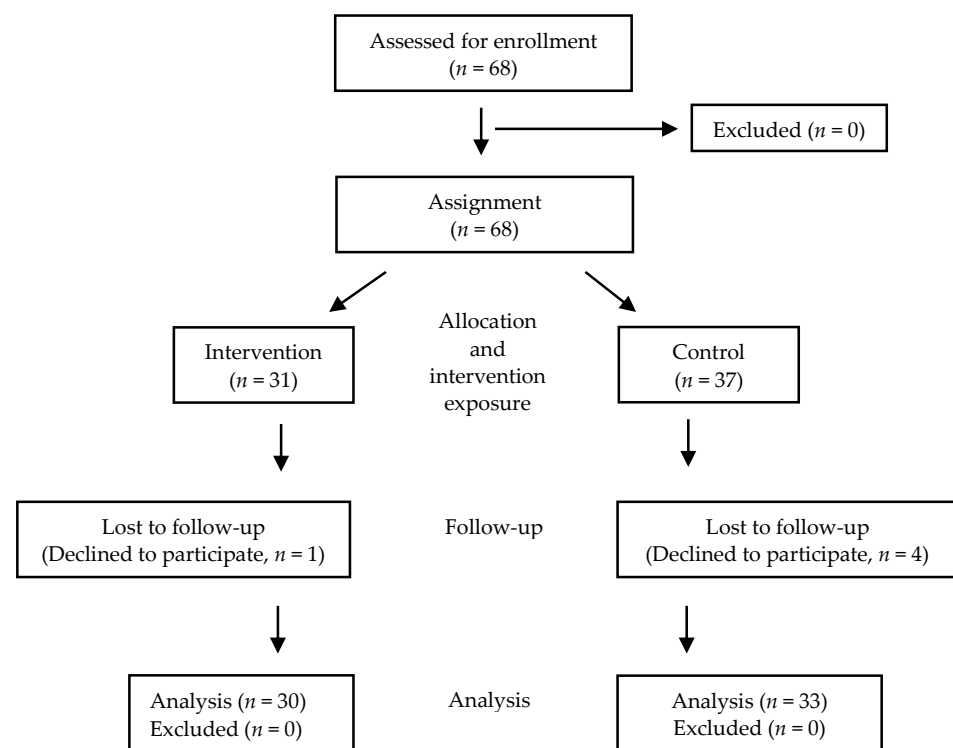 Assessed for enrollment
(n = 68)
Excluded (n = 0)
Assignment
(n = 68)
Intervention
(n = 31)
Allocation
and
intervention
exposure
Control
(n = 37)
Lost to follow-up
(Declined to participate, n = 1)
Follow-up
Lost to follow-up
(Declined to participate, n = 4)
Analysis (n = 30)
Excluded (n = 0)
Analysis
Analysis (n = 33)
Excluded (n = 0)